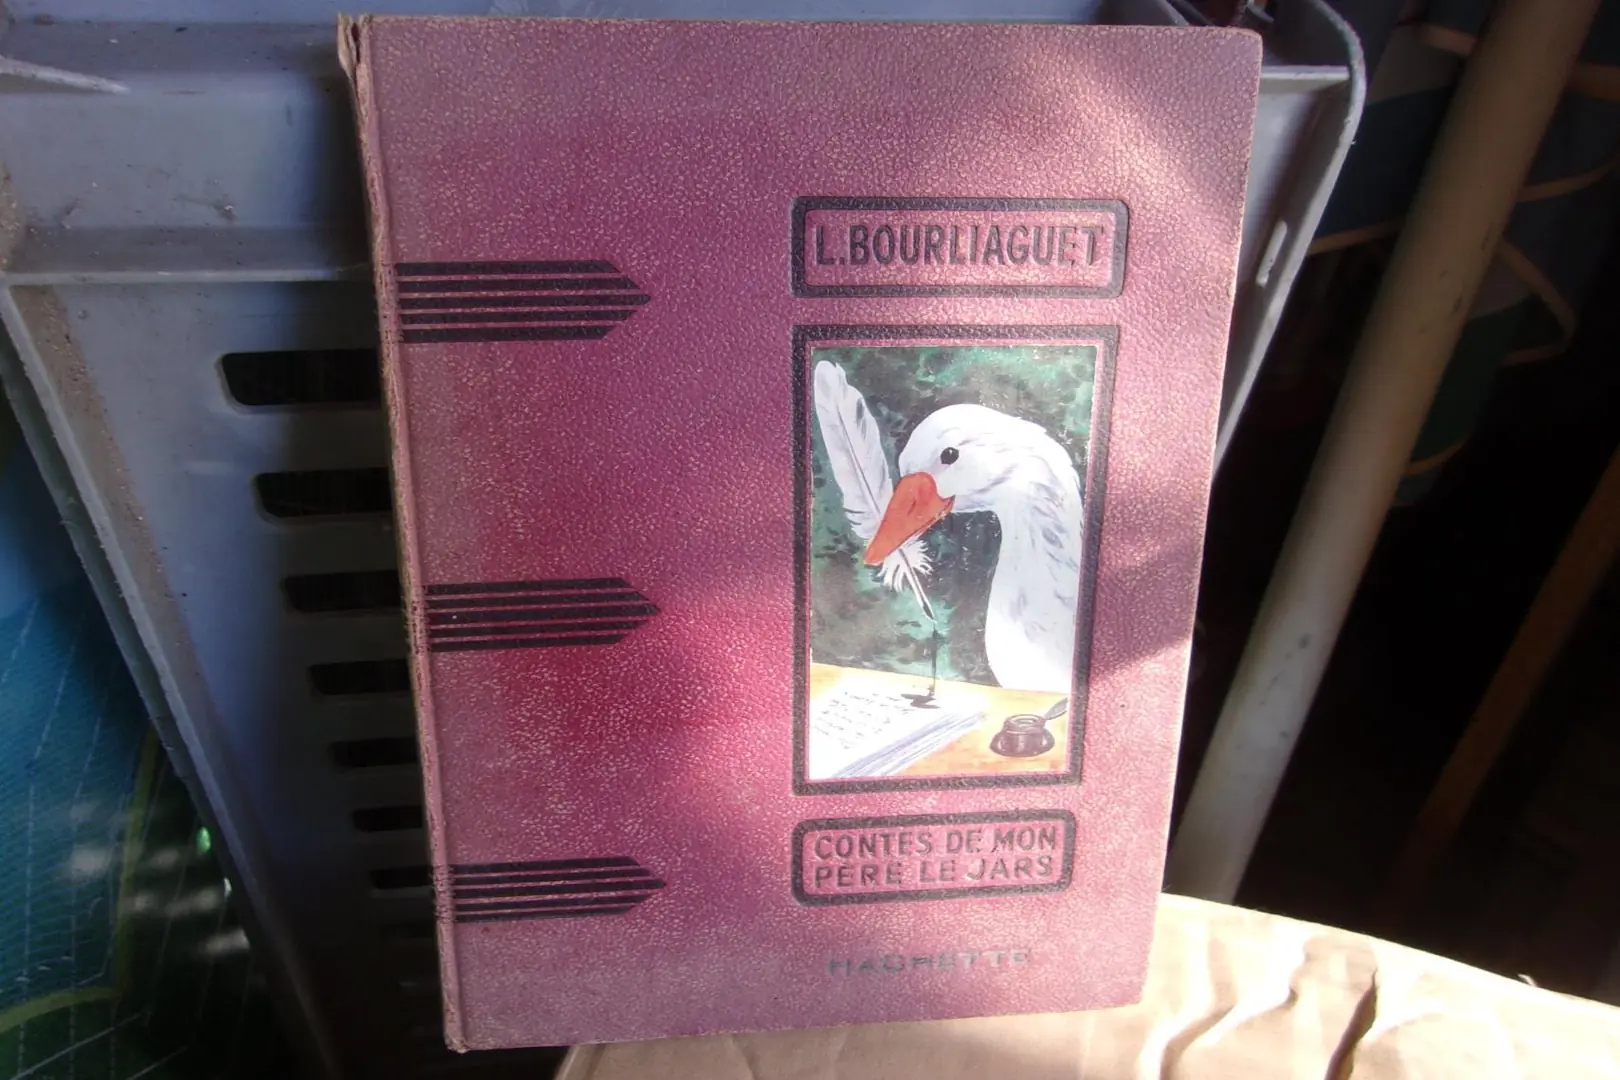 L.BOURLIAGUET
CONTES DE MON
PÈRE LE JARS
HACHETTE